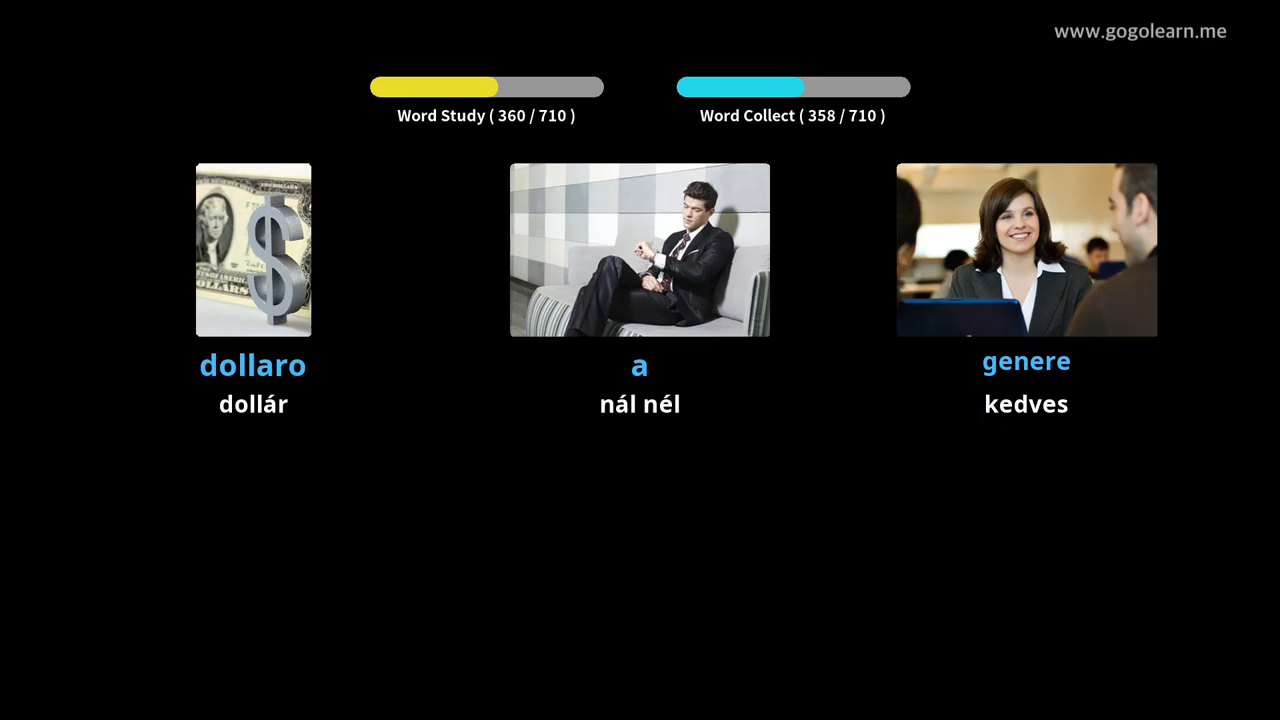 www.gogolearn.me
Word Study ( 360 / 710 )
Word Collect ( 358 / 710 )
dollaro
dollár
a
nál nél
genere
kedves